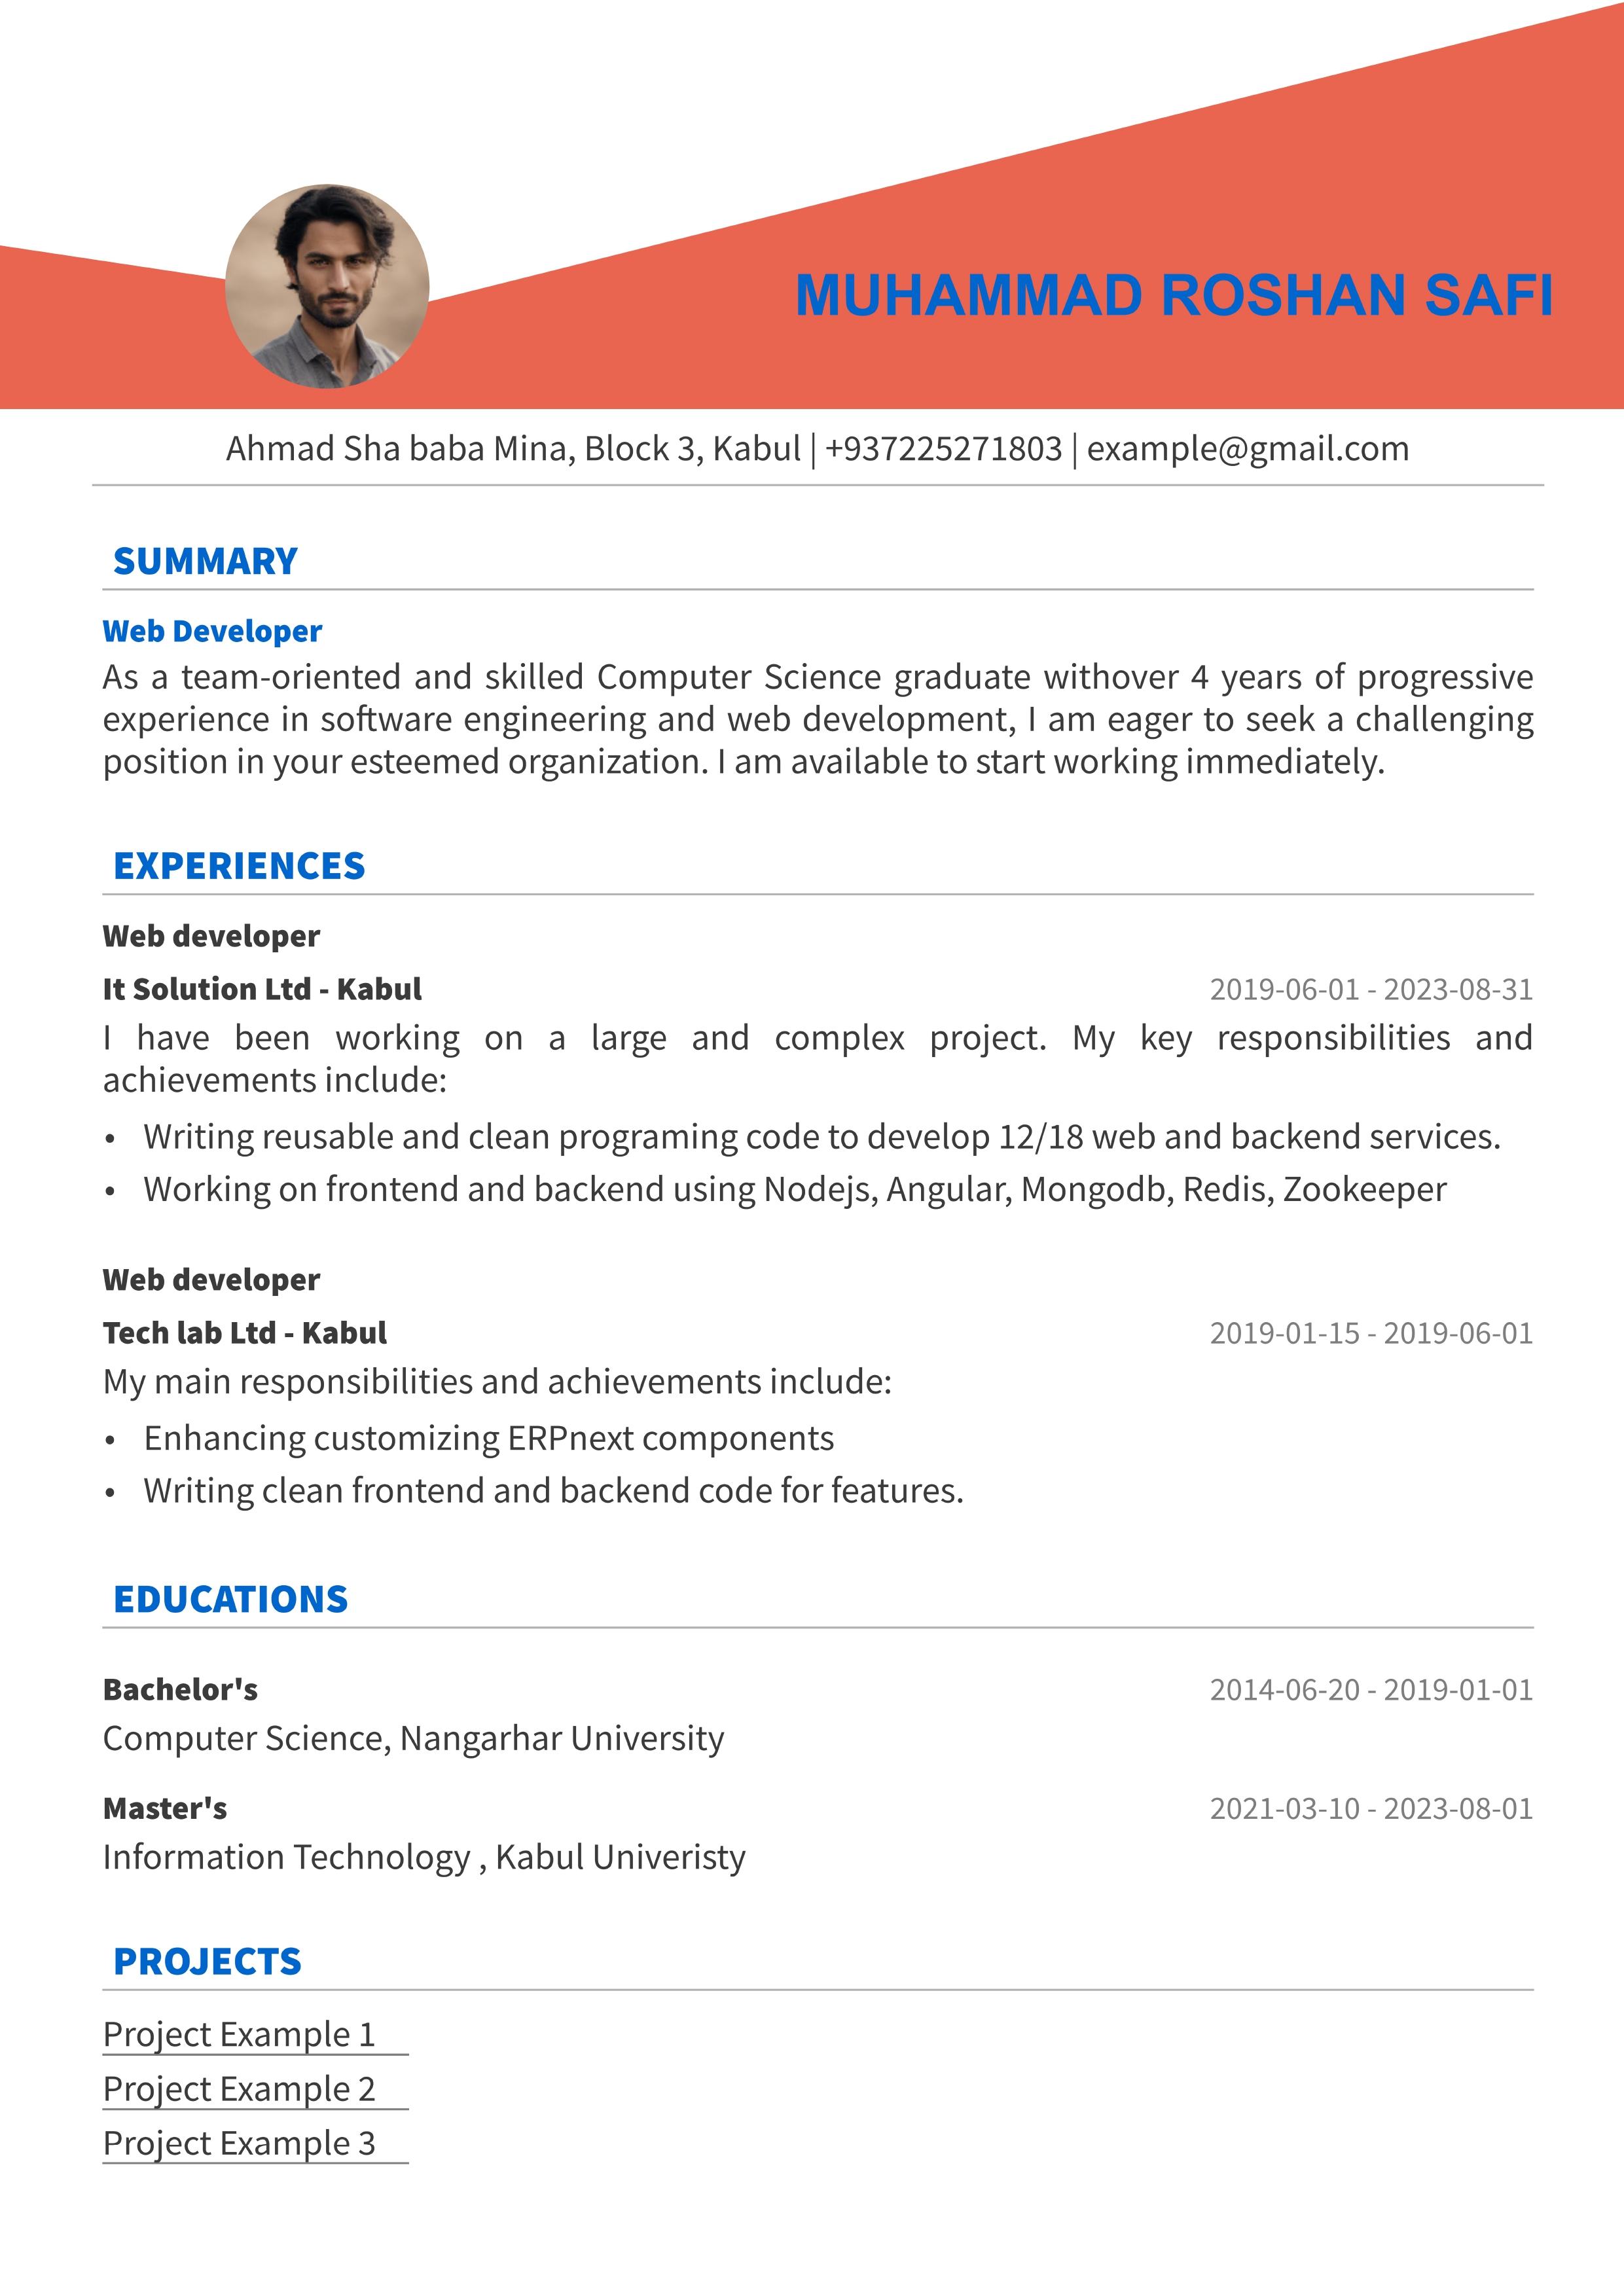 MUHAMMAD ROSHAN SAFI
Ahmad Sha baba Mina, Block 3, Kabul | +937225271803 | example@gmail.com
SUMMARY
Web Developer
As a team-oriented and skilled Computer Science graduate withover 4 years of progressive
experience in software engineering and web development, I am eager to seek a challenging
position in your esteemed organization. I am available to start working immediately.
EXPERIENCES
Web developer
It Solution Ltd - Kabul 2019-06-01 - 2023-08-31
I have been working on a large and complex project. My key responsibilities and
achievements include:
• Writing reusable and clean programing code to develop 12/18 web and backend services.
• Working on frontend and backend using Nodejs, Angular, Mongodb, Redis, Zookeeper
Web developer
Tech lab Ltd - Kabul 2019-01-15 - 2019-06-01
My main responsibilities and achievements include:
• Enhancing customizing ERPnext components
• Writing clean frontend and backend code for features.
EDUCATIONS
Bachelor's 2014-06-20 - 2019-01-01
Computer Science, Nangarhar University
Master's 2021-03-10 - 2023-08-01
Information Technology , Kabul Univeristy
PROJECTS
Project Example 1
Project Example 2
Project Example 3